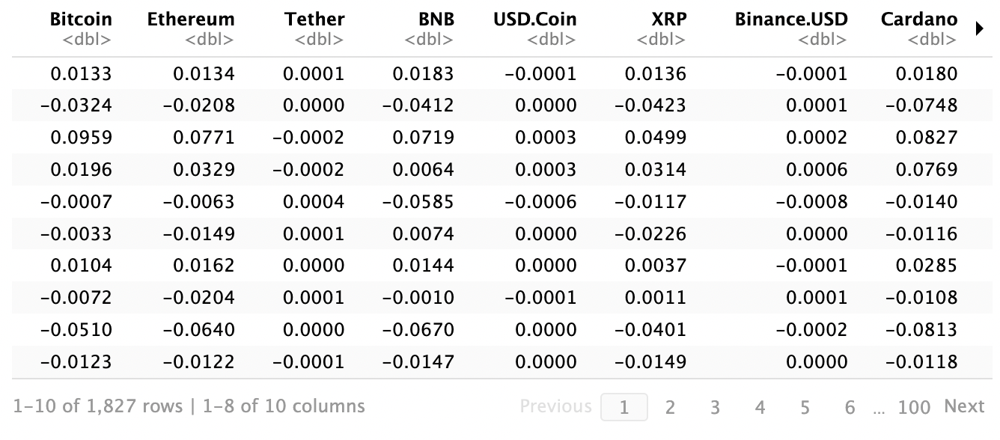 Bitcoin Ethereum Tether BNB USD.Coin XRP Binance.USD Cardano
<dbl> <dbl> <dbl> <dbl> <dbl> <dbl> <dbl> <dbl>
0.0133 0.0134 0.0001 0.0183 −0.0001 0.0136 −0.0001 0.0180
−0.0324 −0.0208 0.0000 −0.0412 0.0000 −0.0423 0.0001 −0.0748
0.0959 0.0771 −0.0002 0.0719 0.0003 0.0499 0.0002 0.0827
0.0196 0.0329 −0.0002 0.0064 0.0003 0.0314 0.0006 0.0769
−0.0007 −0.0063 0.0004 −0.0585 −0.0006 −0.0117 −0.0008 −0.0140
−0.0033 −0.0149 0.0001 0.0074 0.0000 −0.0226 0.0000 −0.0116
0.0104 0.0162 0.0000 0.0144 0.0000 0.0037 −0.0001 0.0285
−0.0072 −0.0204 0.0001 −0.0010 −0.0001 0.0011 0.0001 −0.0108
−0.0510 −0.0640 0.0000 −0.0670 0.0000 −0.0401 −0.0002 −0.0813
−0.0123 −0.0122 −0.0001 −0.0147 0.0000 −0.0149 0.0000 −0.0118
1−10 of 1,827 rows | 1−8 of 10 columns Previous 1 2 3 4 5 6 ... 100 Next